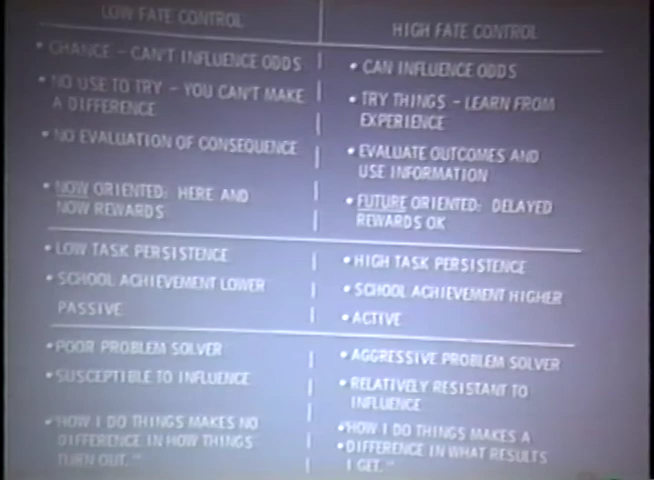 LOW FATE CONTROL
• CHANCE – CAN'T INFLUENCE ODDS
• NO USE TO TRY – YOU CAN'T MAKE
A DIFFERENCE
• NO EVALUATION OF CONSEQUENCE
• NOW ORIENTED: HERE AND
NOW REWARDS
• LOW TASK PERSISTENCE
• SCHOOL ACHIEVEMENT LOWER
PASSIVE
• POOR PROBLEM SOLVER
• SUSCEPTIBLE TO INFLUENCE
• "HOW I DO THINGS MAKES NO
DIFFERENCE IN HOW THINGS
TURN OUT."
HIGH FATE CONTROL
• CAN INFLUENCE ODDS
• TRY THINGS – LEARN FROM
EXPERIENCE
• EVALUATE OUTCOMES AND
USE INFORMATION
• FUTURE ORIENTED: DELAYED
REWARDS OK
• HIGH TASK PERSISTENCE
• SCHOOL ACHIEVEMENT HIGHER
• ACTIVE
• AGGRESSIVE PROBLEM SOLVER
• RELATIVELY RESISTANT TO
INFLUENCE
• "HOW I DO THINGS MAKES A
• DIFFERENCE IN WHAT RESULTS
I GET."